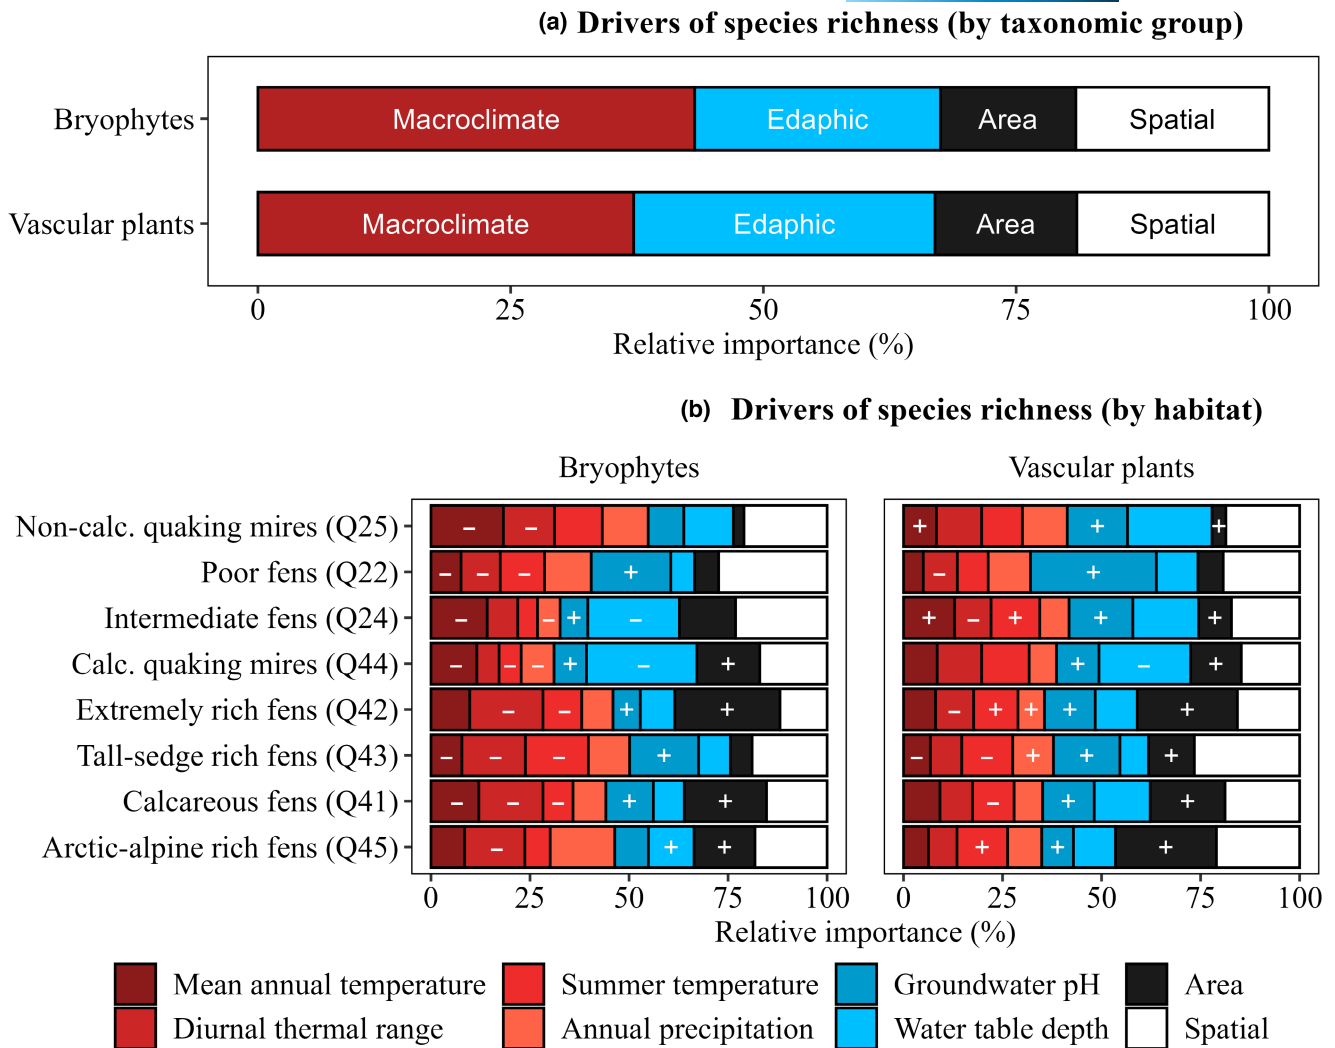 (a) Drivers of species richness (by taxonomic group)
Bryophytes
Macroclimate Edaphic Area Spatial
Vascular plants
Macroclimate Edaphic Area Spatial
0 25 50 75 100
Relative importance (%)
(b) Drivers of species richness (by habitat)
Bryophytes Vascular plants
Non-calc. quaking mires (Q25) – – + + +
Poor fens (Q22) – – – + – +
Intermediate fens (Q24) – – + – + – + + +
Calc. quaking mires (Q44) – – – + – + + – +
Extremely rich fens (Q42) – – + + – + + + +
Tall-sedge rich fens (Q43) – – – + – – + + +
Calcareous fens (Q41) – – – + + – + +
Arctic-alpine rich fens (Q45) – + + + + +
0 25 50 75 100 0 25 50 75 100
Relative importance (%)
Mean annual temperature Summer temperature Groundwater pH Area
Diurnal thermal range Annual precipitation Water table depth Spatial